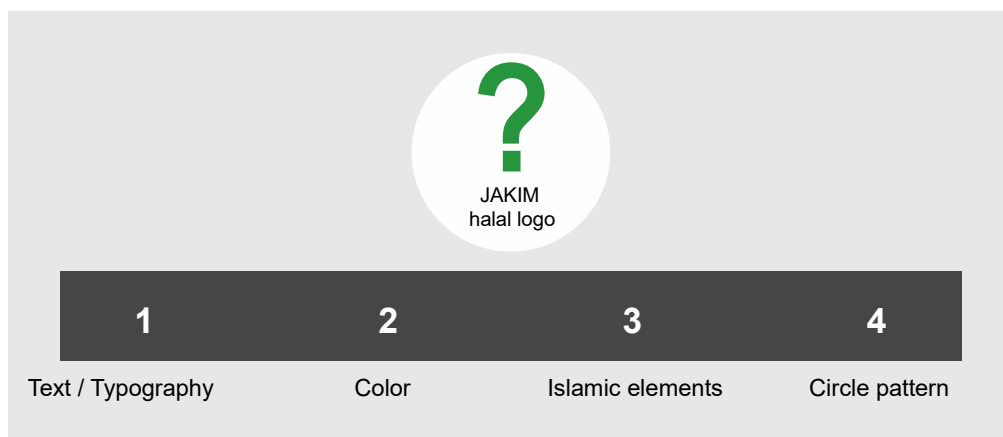 ?
JAKIM
halal logo
1 2 3 4
Text / Typography Color Islamic elements Circle pattern